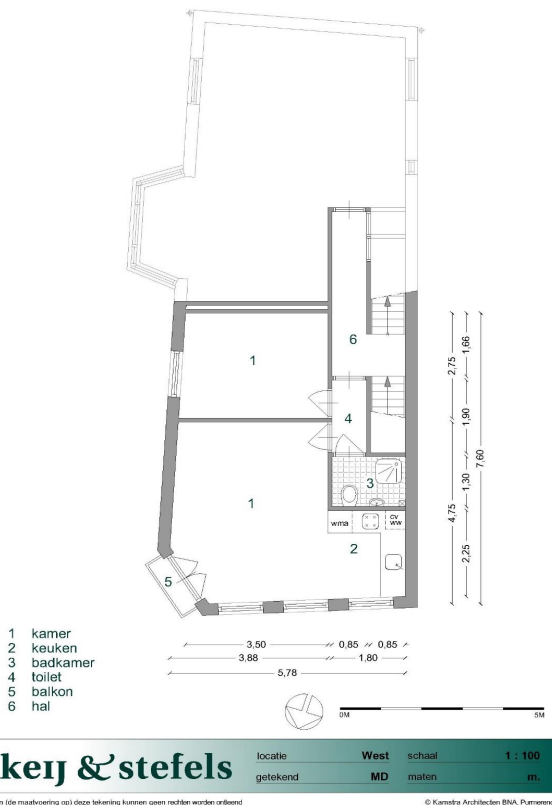 6
1
4
3
1
wma
cv
ww
2
5
2,75
1,66
1,90
7,60
1,30
4,75
2,25
1 kamer
2 keuken
3 badkamer
4 toilet
5 balkon
6 hal
3,50 0,85 0,85
3,88 1,80
5,78
0M 5M
keij & stefels
locatie West schaal 1 : 100
getekend MD maten m.
(de maatvoering op) deze tekening kunnen geen rechten worden ontleend
© Kamstra Architecten BNA, Purmerend